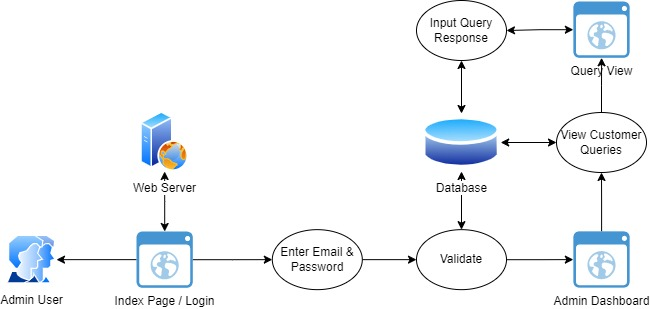 Input Query
Response
Query View
View Customer
Queries
Web Server
Database
Enter Email &
Password
Validate
Admin User
Index Page / Login
Admin Dashboard